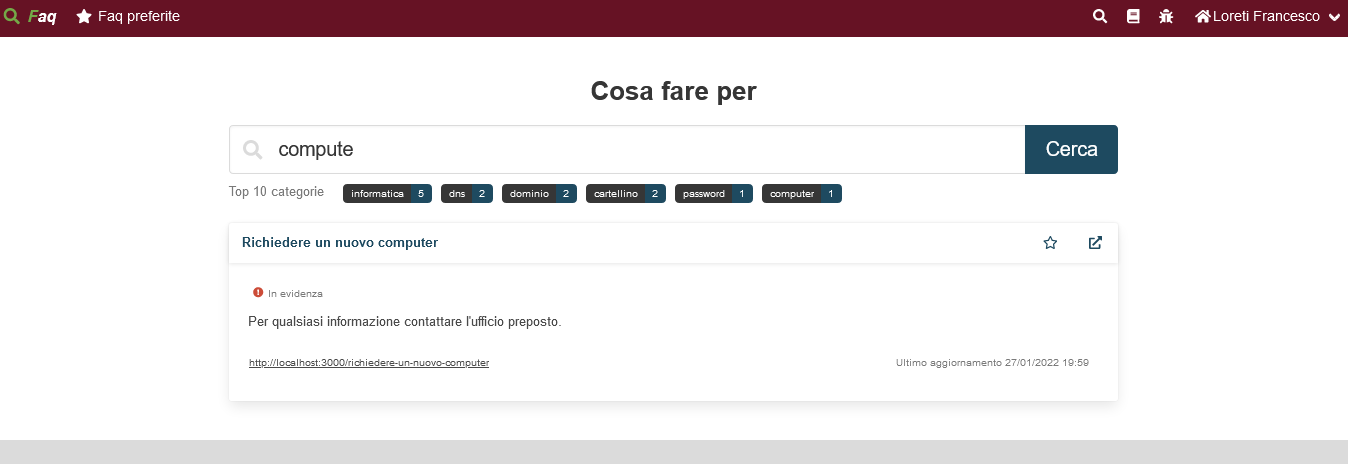 Faq Faq preferite Loreti Francesco
Cosa fare per
compute Cerca
Top 10 categorie informatica 5 dns 2 dominio 2 cartellino 2 password 1 computer 1
Richiedere un nuovo computer
In evidenza
Per qualsiasi informazione contattare l'ufficio preposto.
http://localhost:3000/richiedere-un-nuovo-computer Ultimo aggiornamento 27/01/2022 19:59